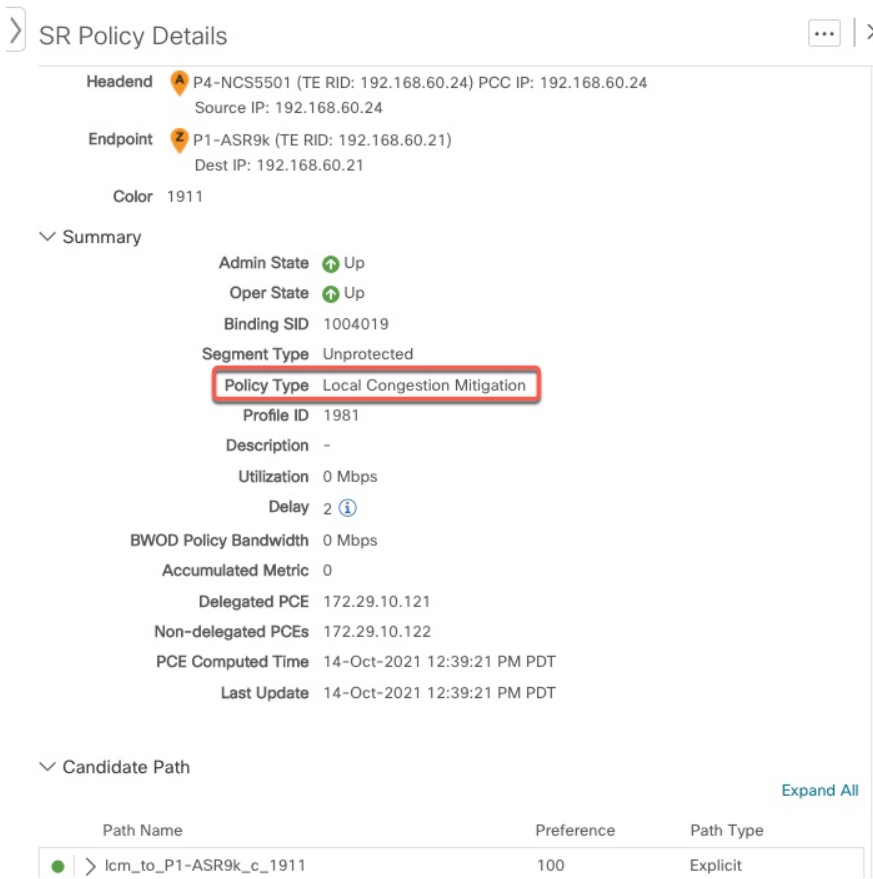 SR Policy Details
Headend A P4-NCS5501 (TE RID: 192.168.60.24) PCC IP: 192.168.60.24
Source IP: 192.168.60.24
Endpoint Z P1-ASR9k (TE RID: 192.168.60.21)
Dest IP: 192.168.60.21
Color 1911
Summary
Admin State Up
Oper State Up
Binding SID 1004019
Segment Type Unprotected
Policy Type Local Congestion Mitigation
Profile ID 1981
Description -
Utilization 0 Mbps
Delay 2 i
BWOD Policy Bandwidth 0 Mbps
Accumulated Metric 0
Delegated PCE 172.29.10.121
Non-delegated PCEs 172.29.10.122
PCE Computed Time 14-Oct-2021 12:39:21 PM PDT
Last Update 14-Oct-2021 12:39:21 PM PDT
Candidate Path
Expand All
Path Name Preference Path Type
lcm_to_P1-ASR9k_c_1911 100 Explicit